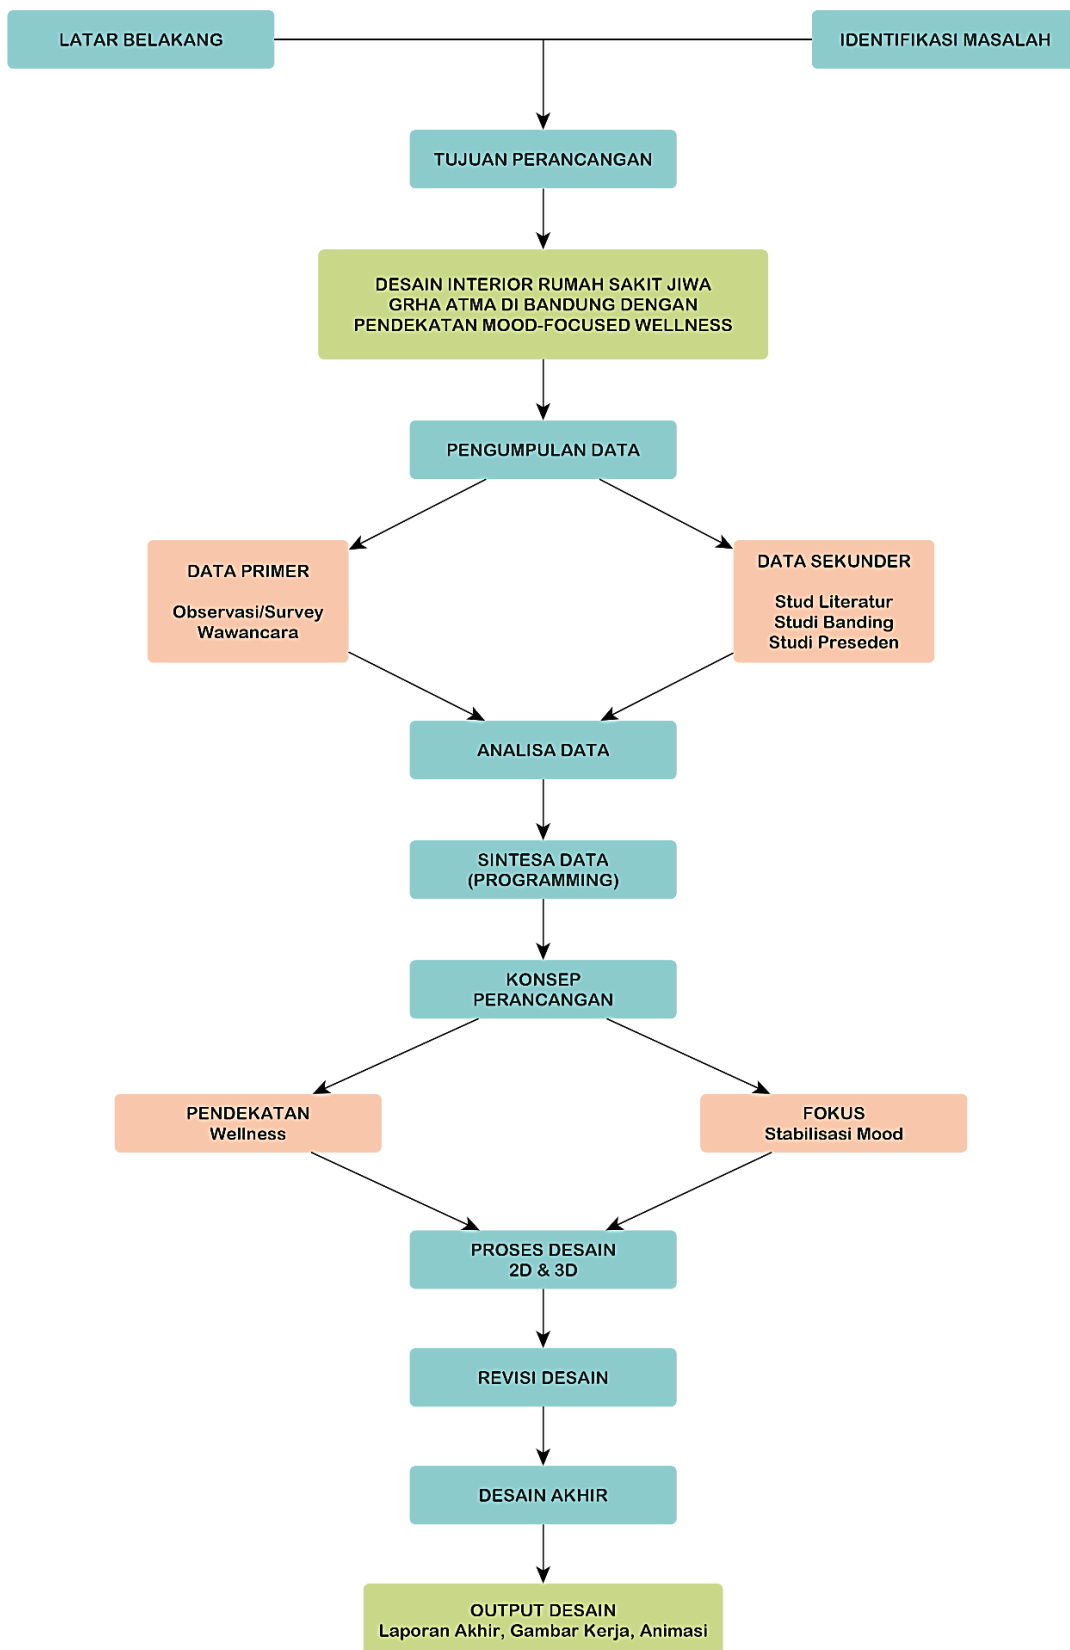 LATAR BELAKANG
IDENTIFIKASI MASALAH
TUJUAN PERANCANGAN
DESAIN INTERIOR RUMAH SAKIT JIWA
GRHA ATMA DI BANDUNG DENGAN
PENDEKATAN MOOD-FOCUSED WELLNESS
PENGUMPULAN DATA
DATA PRIMER
Observasi/Survey
Wawancara
DATA SEKUNDER
Stud Literatur
Studi Banding
Studi Preseden
ANALISA DATA
SINTESA DATA
(PROGRAMMING)
KONSEP
PERANCANGAN
PENDEKATAN
Wellness
FOKUS
Stabilisasi Mood
PROSES DESAIN
2D & 3D
REVISI DESAIN
DESAIN AKHIR
OUTPUT DESAIN
Laporan Akhir, Gambar Kerja, Animasi